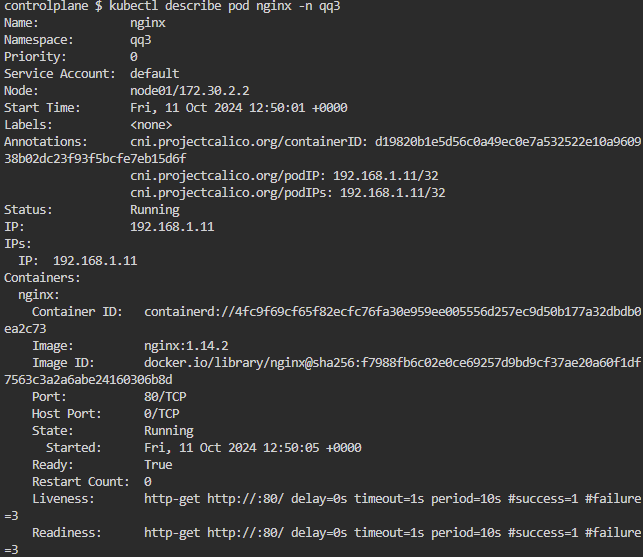 controlplane $ kubectl describe pod nginx -n qq3
Name:             nginx
Namespace:        qq3
Priority:         0
Service Account:  default
Node:             node01/172.30.2.2
Start Time:       Fri, 11 Oct 2024 12:50:01 +0000
Labels:           <none>
Annotations:      cni.projectcalico.org/containerID: d19820b1e5d56c0a49ec0e7a532522e10a9609
38b02dc23f93f5bcfe7eb15d6f
                  cni.projectcalico.org/podIP: 192.168.1.11/32
                  cni.projectcalico.org/podIPs: 192.168.1.11/32
Status:           Running
IP:               192.168.1.11
IPs:
  IP:  192.168.1.11
Containers:
  nginx:
    Container ID:   containerd://4fc9f69cf65f82ecfc76fa30e959ee005556d257ec9d50b177a32dbdb0
ea2c73
    Image:          nginx:1.14.2
    Image ID:       docker.io/library/nginx@sha256:f7988fb6c02e0ce69257d9bd9cf37ae20a60f1df
7563c3a2a6abe24160306b8d
    Port:           80/TCP
    Host Port:      0/TCP
    State:          Running
      Started:      Fri, 11 Oct 2024 12:50:05 +0000
    Ready:          True
    Restart Count:  0
    Liveness:       http-get http://:80/ delay=0s timeout=1s period=10s #success=1 #failure
=3
    Readiness:      http-get http://:80/ delay=0s timeout=1s period=10s #success=1 #failure
=3